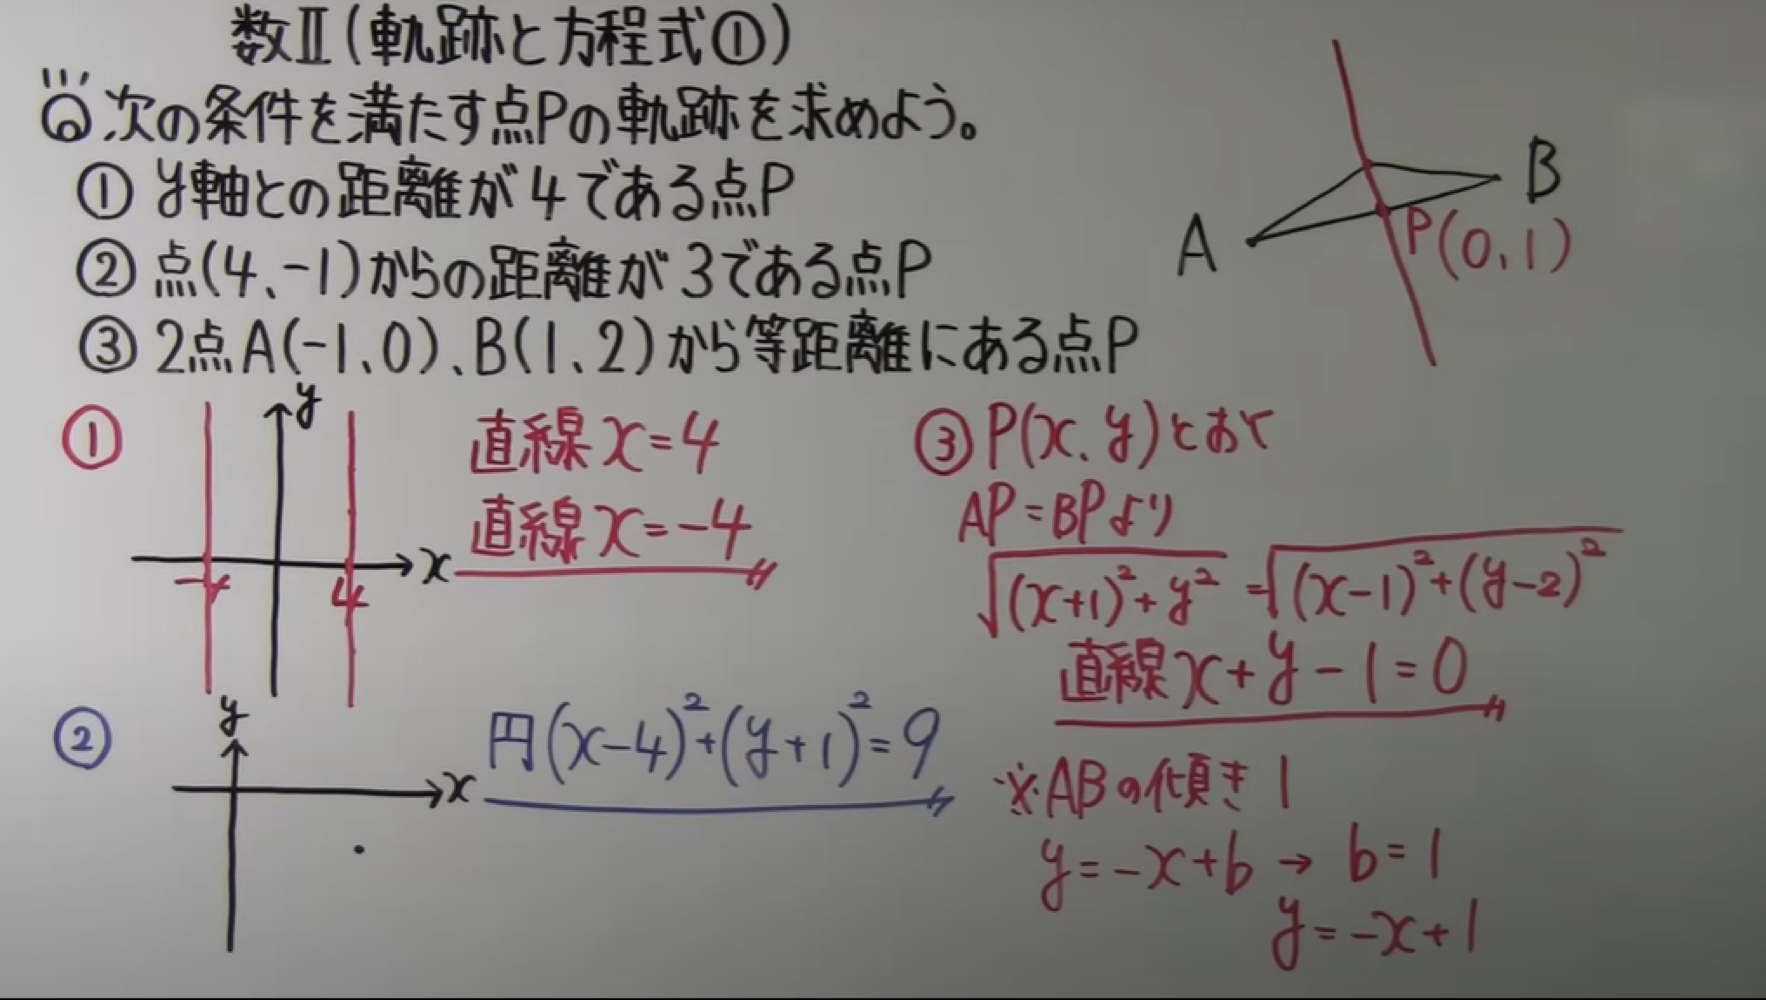 数Ⅱ(軌跡と方程式①)
Q次の条件を満たす点Pの軌跡を求めよう。
① y軸との距離が4である点P
② 点(4、-1)からの距離が3である点P
③ 2点A(-1、0)、B(1、2)から等距離にある点P
A
B
P(0,1)
①
y
x
-4
4
直線x=4
直線x=-4
②
y
x
円(x-4)²+(y+1)²=9
③ P(x、y)とおく
AP=BPより
√(x+1)²+y² =√(x-1)²+(y-2)²
直線x+y-1=0
※ABの傾き1
y=-x+b → b=1
y=-x+1